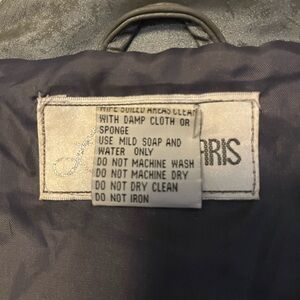 WIPE SOILED AREAS CLEAN
WITH DAMP CLOTH OR
SPONGE
USE MILD SOAP AND
WATER ONLY
DO NOT MACHINE WASH
DO NOT MACHINE DRY
DO NOT DRY CLEAN
DO NOT IRON
ARIS